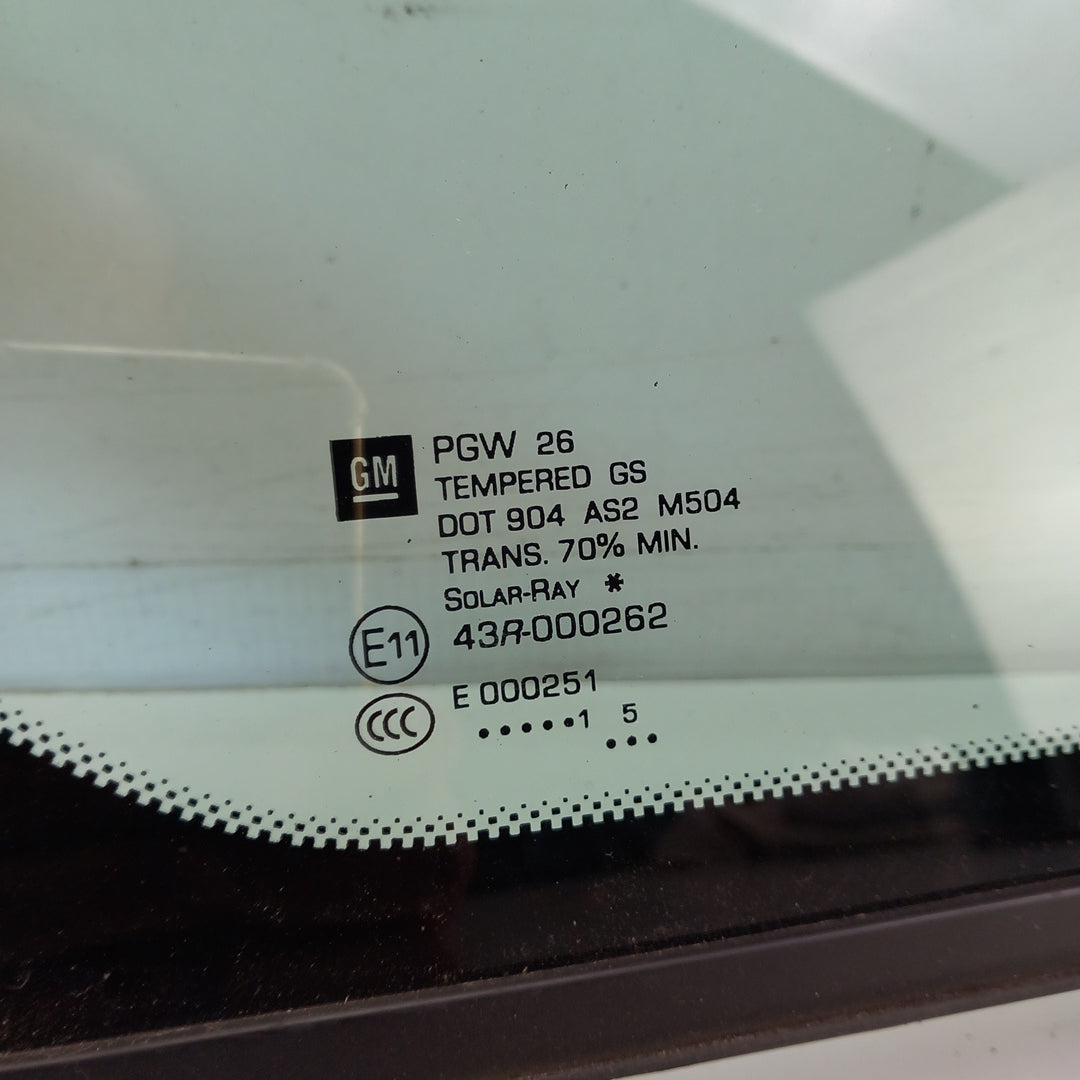 GM
PGW 26
TEMPERED GS
DOT 904 AS2 M504
TRANS. 70% MIN.
SOLAR-RAY *
E11 43R-000262
CCC E 000251
•••••1 5
•••